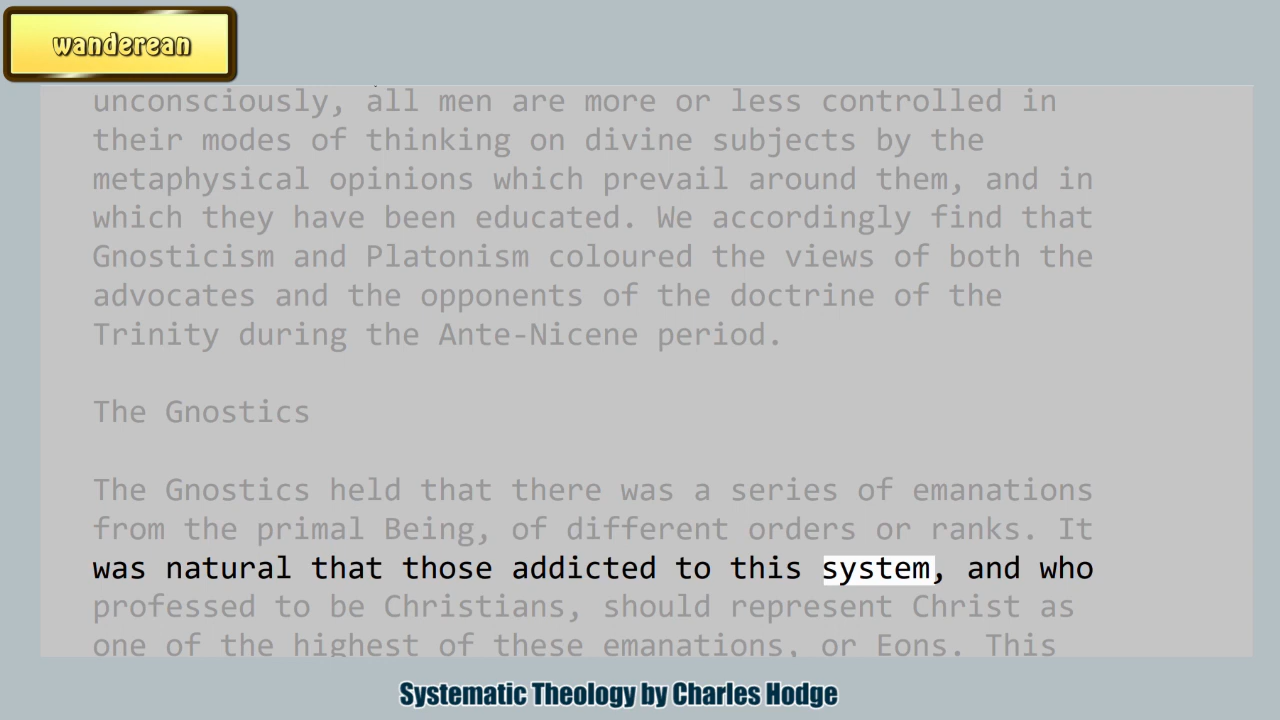 wanderean
unconsciously, all men are more or less controlled in
their modes of thinking on divine subjects by the
metaphysical opinions which prevail around them, and in
which they have been educated. We accordingly find that
Gnosticism and Platonism coloured the views of both the
advocates and the opponents of the doctrine of the
Trinity during the Ante-Nicene period.
The Gnostics
The Gnostics held that there was a series of emanations
from the primal Being, of different orders or ranks. It
was natural that those addicted to this system, and who
professed to be Christians, should represent Christ as
one of the highest of these emanations, or Eons. This
Systematic Theology by Charles Hodge